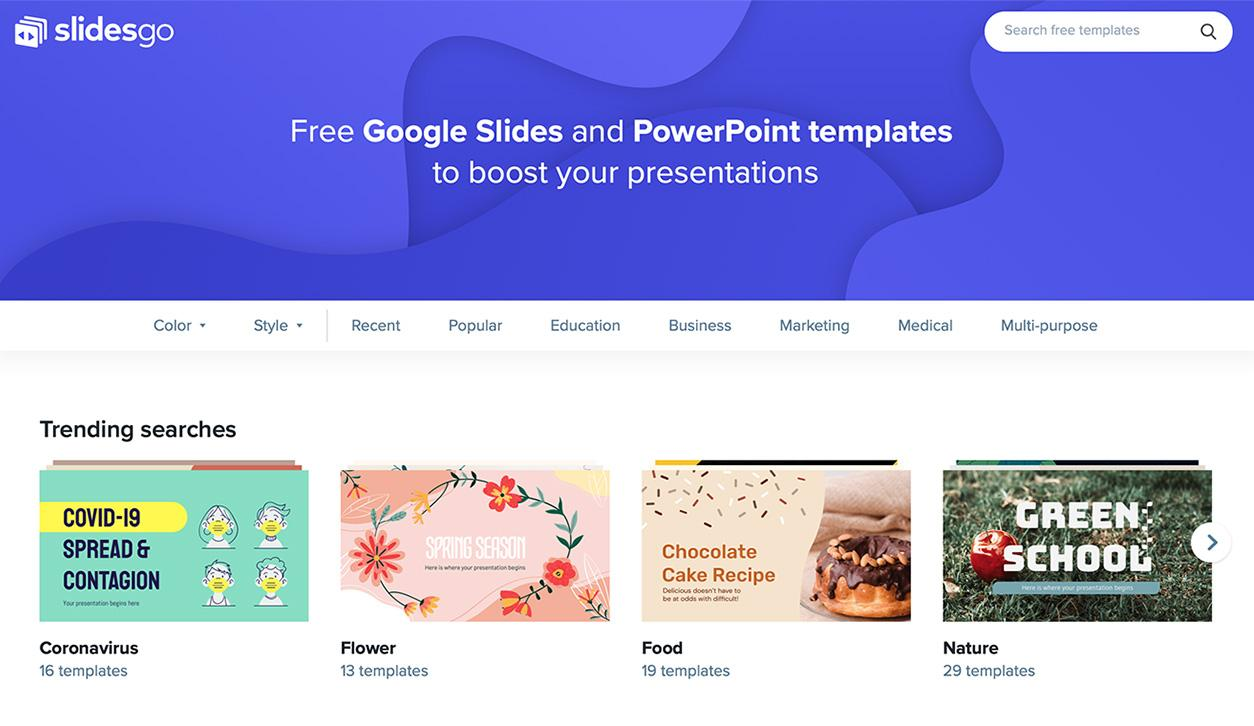 slidesgo
Search free templates
Free Google Slides and PowerPoint templates
to boost your presentations
Color
Style
Recent
Popular
Education
Business
Marketing
Medical
Multi-purpose
Trending searches
COVID-19
SPREAD &
CONTAGION
Your presentation begins here
SPRING SEASON
Here is where your presentation begins
Chocolate
Cake Recipe
Delicious doesn't have to
be at odds with difficult!
GREEN
SCHOOL
Here is where your presentation begins
Coronavirus
16 templates
Flower
13 templates
Food
19 templates
Nature
29 templates